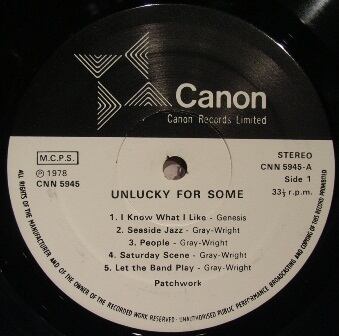 Canon
Canon Records Limited
M.C.P.S.
℗ 1978
CNN 5945
STEREO
CNN 5945-A
Side 1
33⅓ r.p.m.
UNLUCKY FOR SOME
1. I Know What I Like - Genesis
2. Seaside Jazz - Gray-Wright
3. People - Gray-Wright
4. Saturday Scene - Gray-Wright
5. Let the Band Play - Gray-Wright
Patchwork
ALL RIGHTS OF THE MANUFACTURER AND OF THE OWNER OF THE RECORDED WORK RESERVED - UNAUTHORISED PUBLIC PERFORMANCE BROADCASTING AND COPYING OF THIS RECORD PROHIBITED